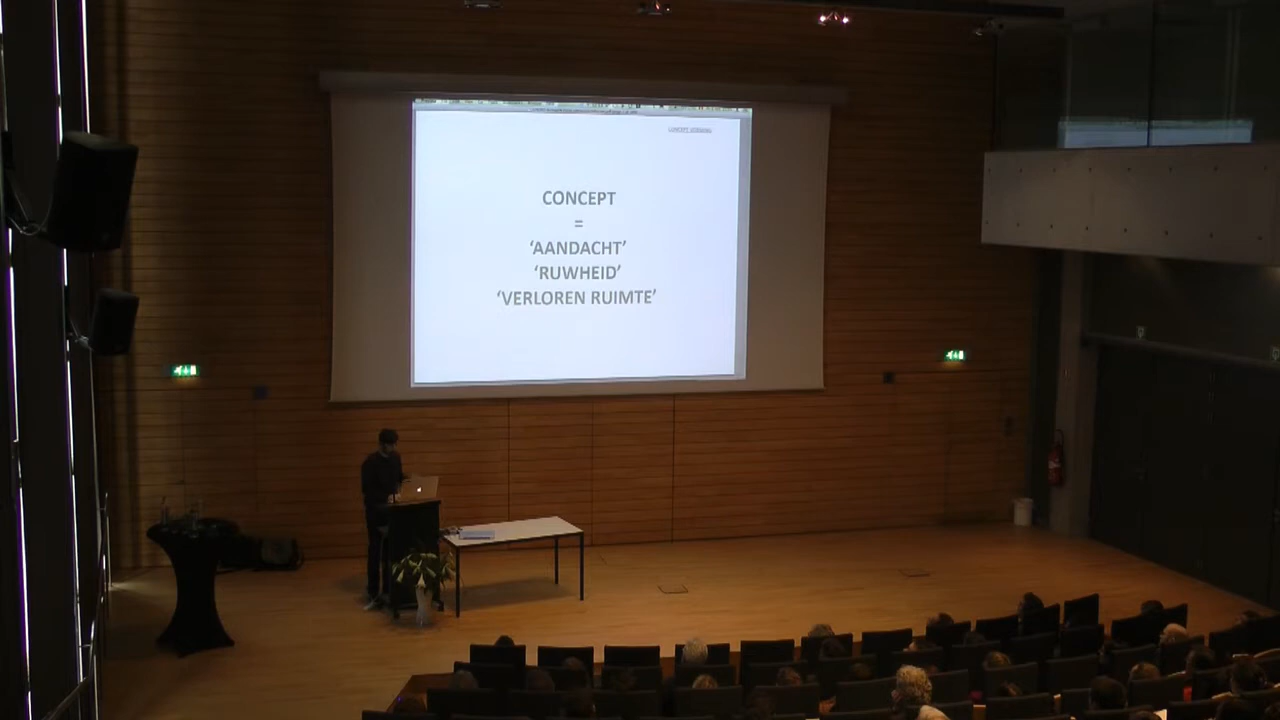 CONCEPT
=
‘AANDACHT’
‘RUWHEID’
‘VERLOREN RUIMTE’